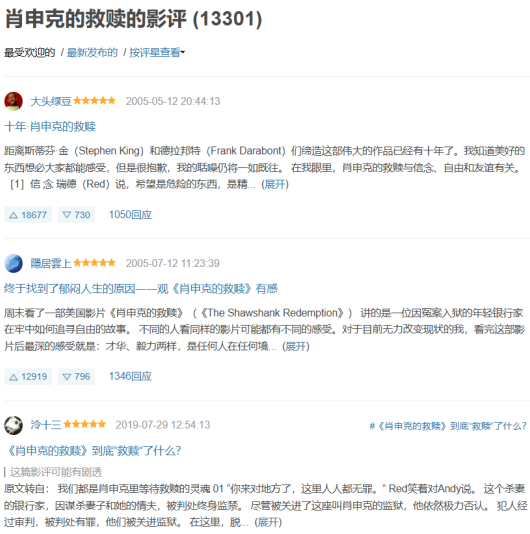 肖申克的救赎的影评 (13301)
最受欢迎的 / 最新发布的 / 按评星查看
大头绿豆 2005-05-12 20:44:13
十年·肖申克的救赎
距离斯蒂芬·金（Stephen King）和德拉邦特（Frank Darabont）们缔造这部伟大的作品已经有十年了。我知道美好的
东西想必大家都能感受，但是很抱歉，我的聒噪仍将一如既往。 在我眼里，肖申克的救赎与信念、自由和友谊有关。
［1］信 念 瑞德（Red）说，希望是危险的东西，是精... (展开)
18677 730 1050回应
隱居雲上 2005-07-12 11:23:39
终于找到了郁闷人生的原因——观《肖申克的救赎》有感
周末看了一部美国影片《肖申克的救赎》（《The Shawshank Redemption》） 讲的是一位因冤案入狱的年轻银行家
在牢中如何追寻自由的故事。 不同的人看同样的影片可能都有不同的感受。对于目前无力改变现状的我，看完这部影
片后最深的感受就是：才华、毅力两样，是任何人在任何境... (展开)
12919 796 1346回应
泠十三 2019-07-29 12:54:13 #《肖申克的救赎》到底“救赎”了什么?
《肖申克的救赎》到底“救赎”了什么？
这篇影评可能有剧透
原文转自： 我们都是肖申克里等待救赎的灵魂 01 “你来对地方了，这里人人都无罪。” Red笑着对Andy说。 这个杀妻
的银行家，因谋杀妻子和她的情夫，被判处终身监禁。 尽管被关进了这座叫肖申克的监狱，他依然极力否认。 犯人经
过审判，被判处有罪，他们被关进监狱。 在这里，脱... (展开)